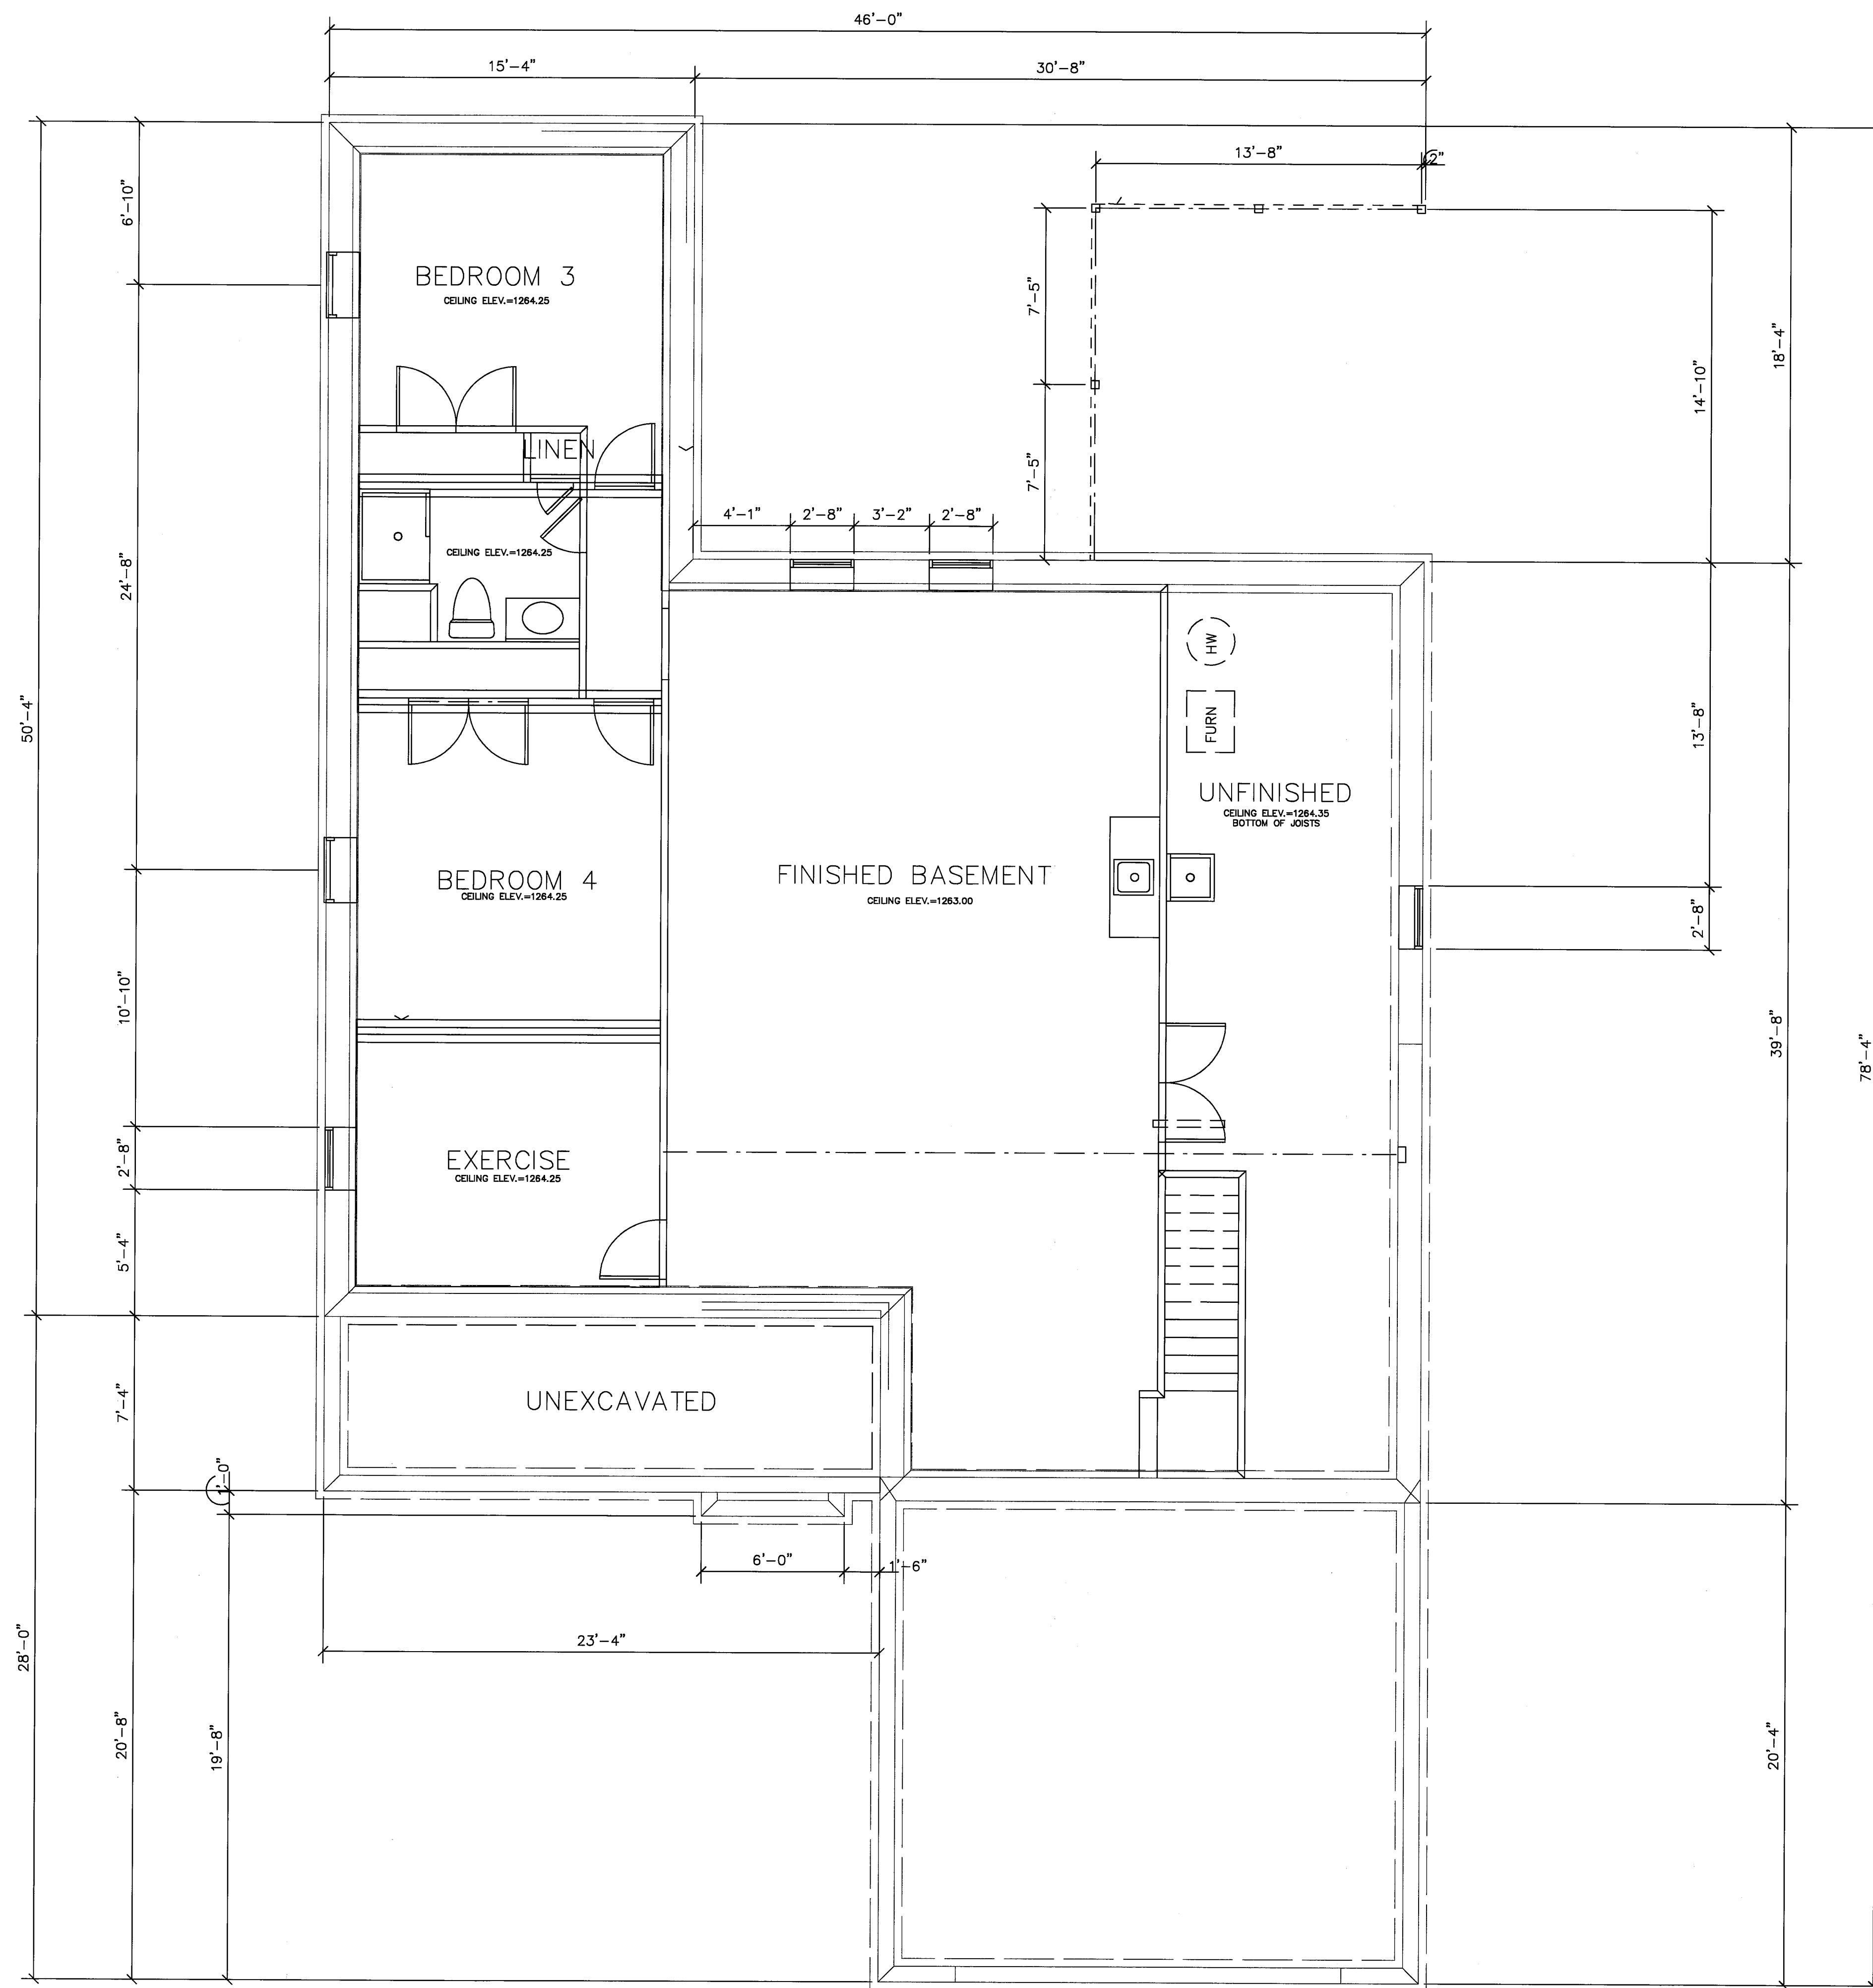 46'-0"
15'-4"
30'-8"
13'-8"
2"
6'-10"
7'-5"
18'-4"
14'-10"
BEDROOM 3
CEILING ELEV.=1264.25
LINEN
7'-5"
4'-1"
2'-8"
3'-2"
2'-8"
CEILING ELEV.=1264.25
24'-8"
HW
50'-4"
FURN
13'-8"
UNFINISHED
CEILING ELEV.=1264.35
BOTTOM OF JOISTS
BEDROOM 4
CEILING ELEV.=1264.25
FINISHED BASEMENT
CEILING ELEV.=1263.00
2'-8"
10'-10"
39'-8"
78'-4"
2'-8"
EXERCISE
CEILING ELEV.=1264.25
5'-4"
7'-4"
UNEXCAVATED
1'-0"
6'-0"
1'-6"
28'-0"
23'-4"
20'-8"
19'-8"
20'-4"